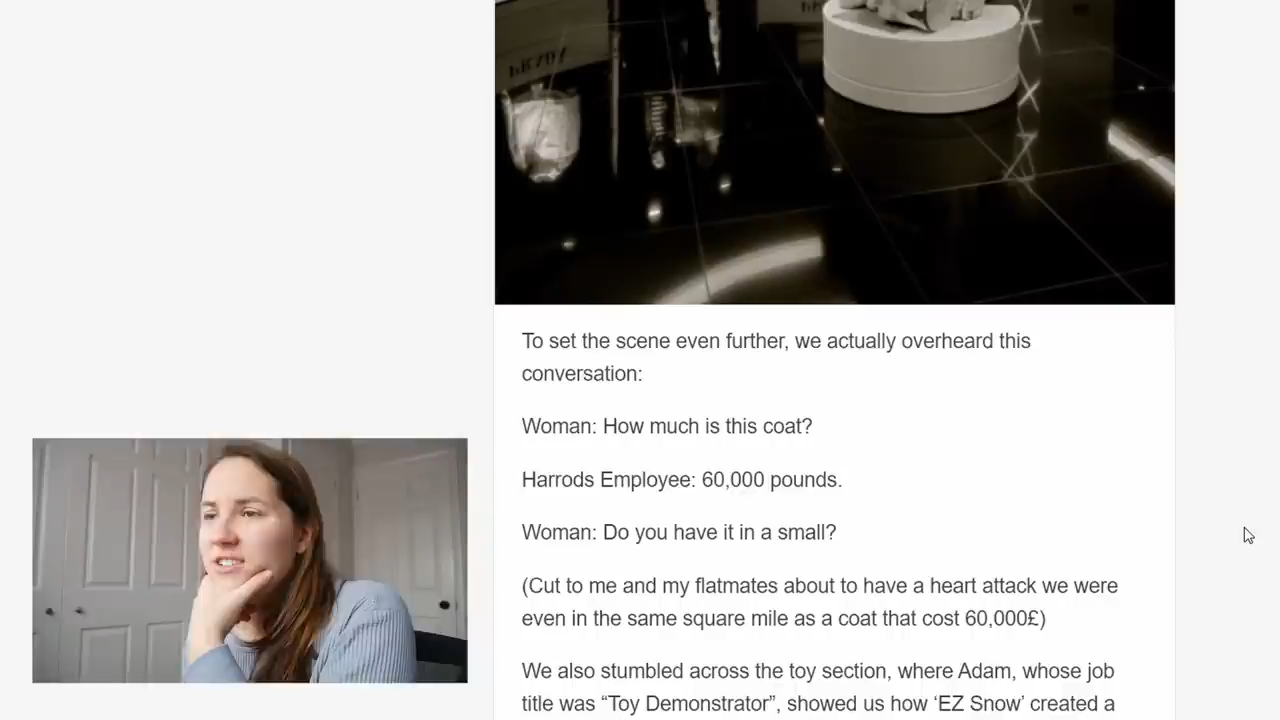 To set the scene even further, we actually overheard this
conversation:
Woman: How much is this coat?
Harrods Employee: 60,000 pounds.
Woman: Do you have it in a small?
(Cut to me and my flatmates about to have a heart attack we were
even in the same square mile as a coat that cost 60,000£)
We also stumbled across the toy section, where Adam, whose job
title was “Toy Demonstrator”, showed us how ‘EZ Snow’ created a